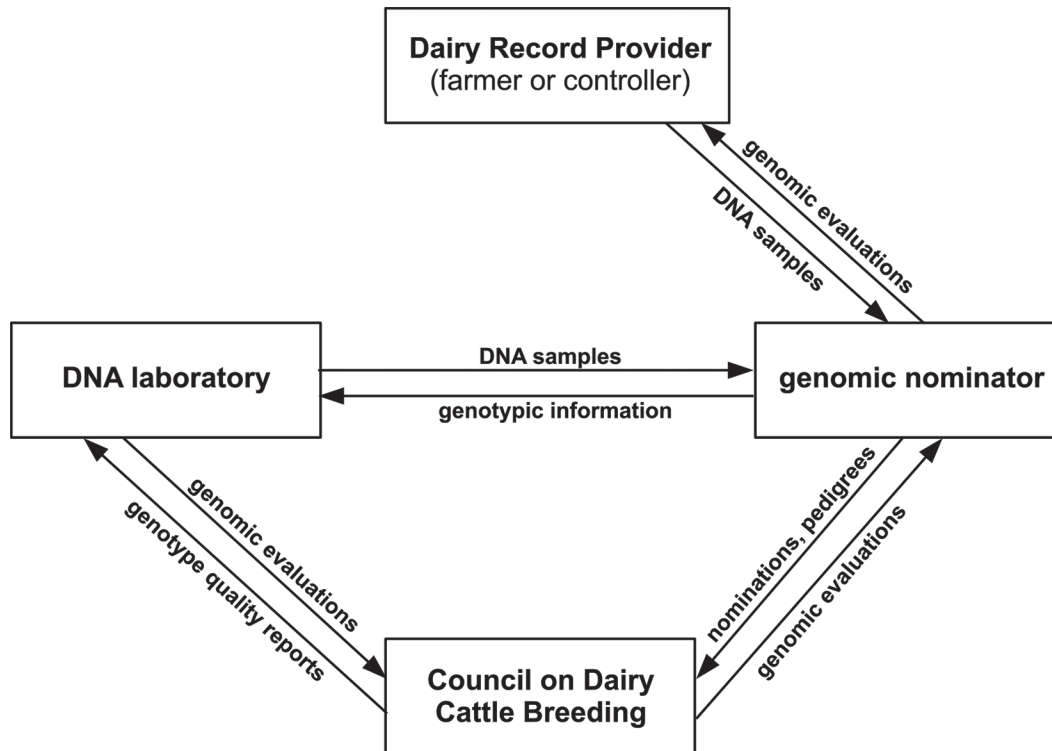 Dairy Record Provider
(farmer or controller)
genomic evaluations
DNA samples
DNA laboratory
DNA samples
genotypic information
genomic nominator
genomic evaluations
genotype quality reports
nominations, pedigrees
genomic evaluations
Council on Dairy
Cattle Breeding